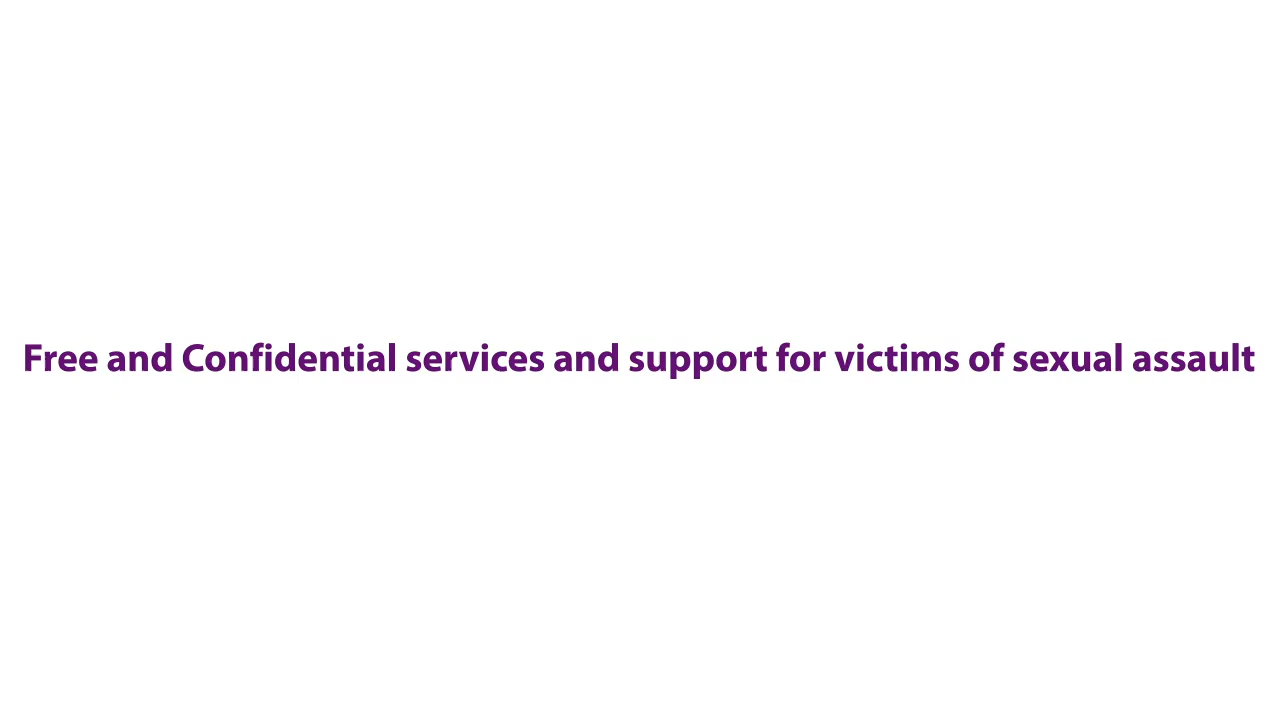 Free and Confidential services and support for victims of sexual assault